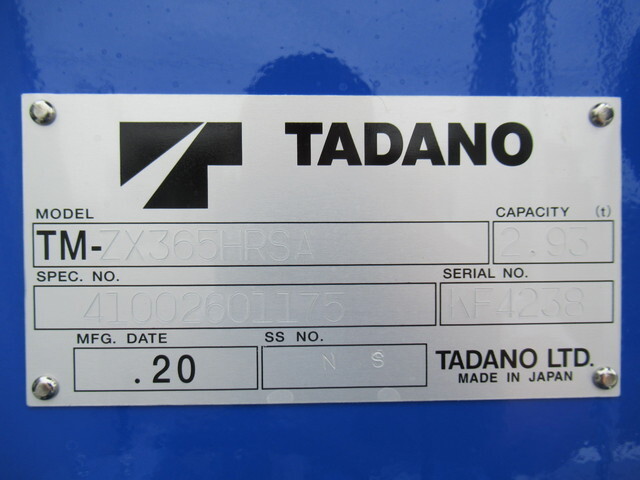 TADANO
MODEL CAPACITY (t)
TM-ZX365HRSA 2.93
SPEC. NO. SERIAL NO.
41002601175 KF4238
MFG. DATE SS NO.
.20 N S TADANO LTD.
MADE IN JAPAN